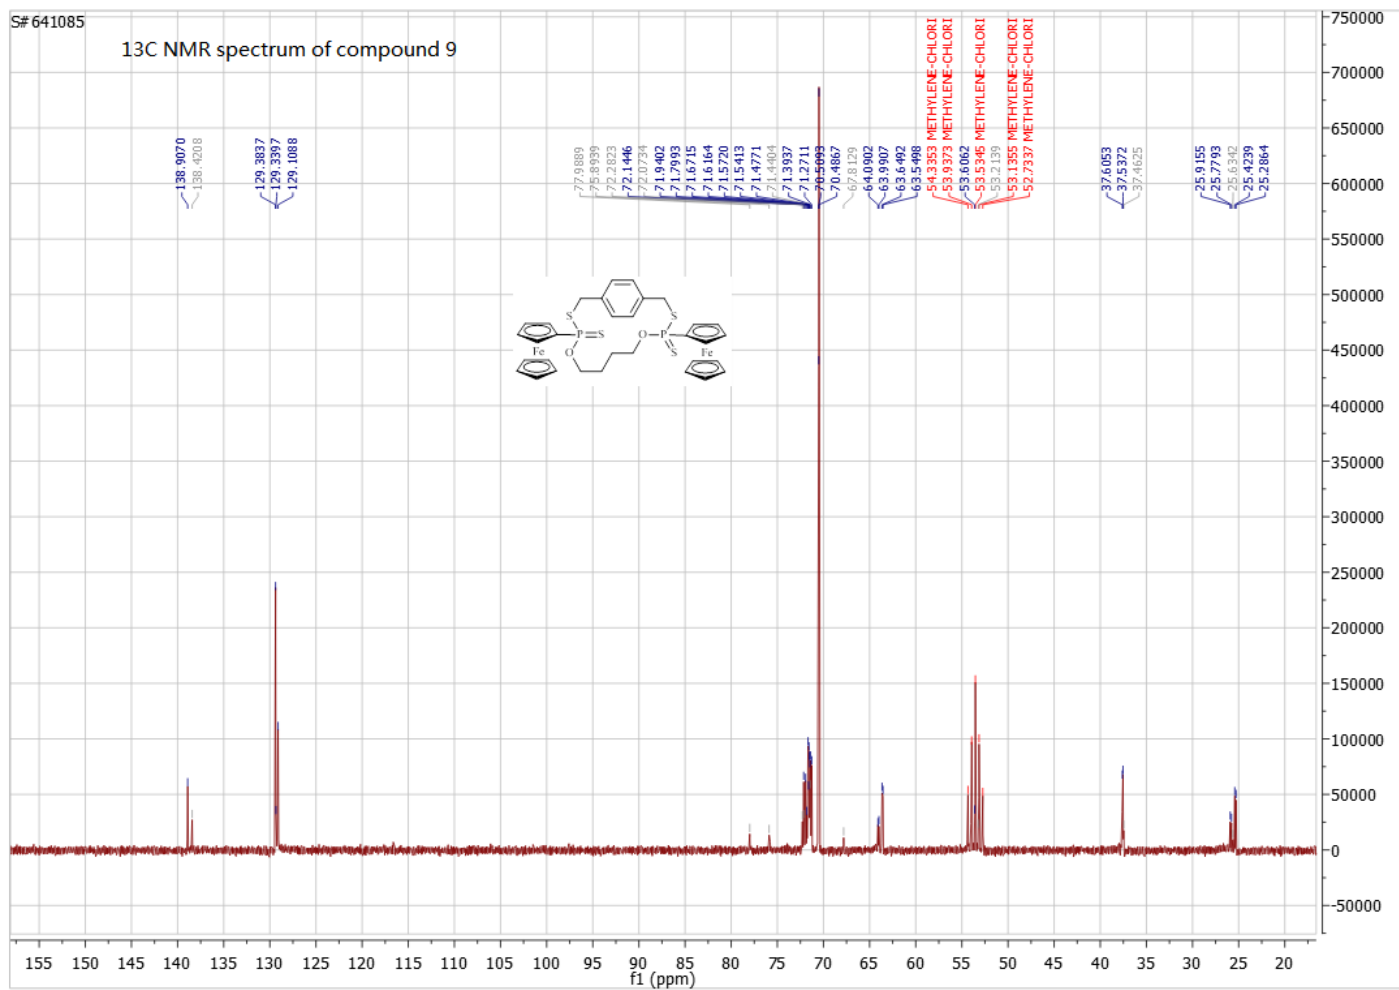 S# 641085
13C NMR spectrum of compound 9
138.9070
138.4208
129.3837
129.3397
129.1088
77.9889
75.8939
72.2823
72.0734
72.1446
71.9402
71.7993
71.6715
71.6164
71.5720
71.5413
71.4771
71.4404
71.3937
71.2711
70.5093
70.4867
67.8129
64.0902
63.9907
63.6492
63.5498
54.3353 METHYLENE-CHLORI
53.9373 METHYLENE-CHLORI
53.6062
53.5345 METHYLENE-CHLORI
53.2139
53.1355 METHYLENE-CHLORI
52.7337 METHYLENE-CHLORI
37.6053
37.5372
37.4625
25.9155
25.7793
25.6342
25.4239
25.2864
750000
700000
650000
600000
550000
500000
450000
400000
350000
300000
250000
200000
150000
100000
50000
0
-50000
S
S
P
S
O
O
P
S
Fe
Fe
155 150 145 140 135 130 125 120 115 110 105 100 95 90 85 80 75 70 65 60 55 50 45 40 35 30 25 20
f1 (ppm)